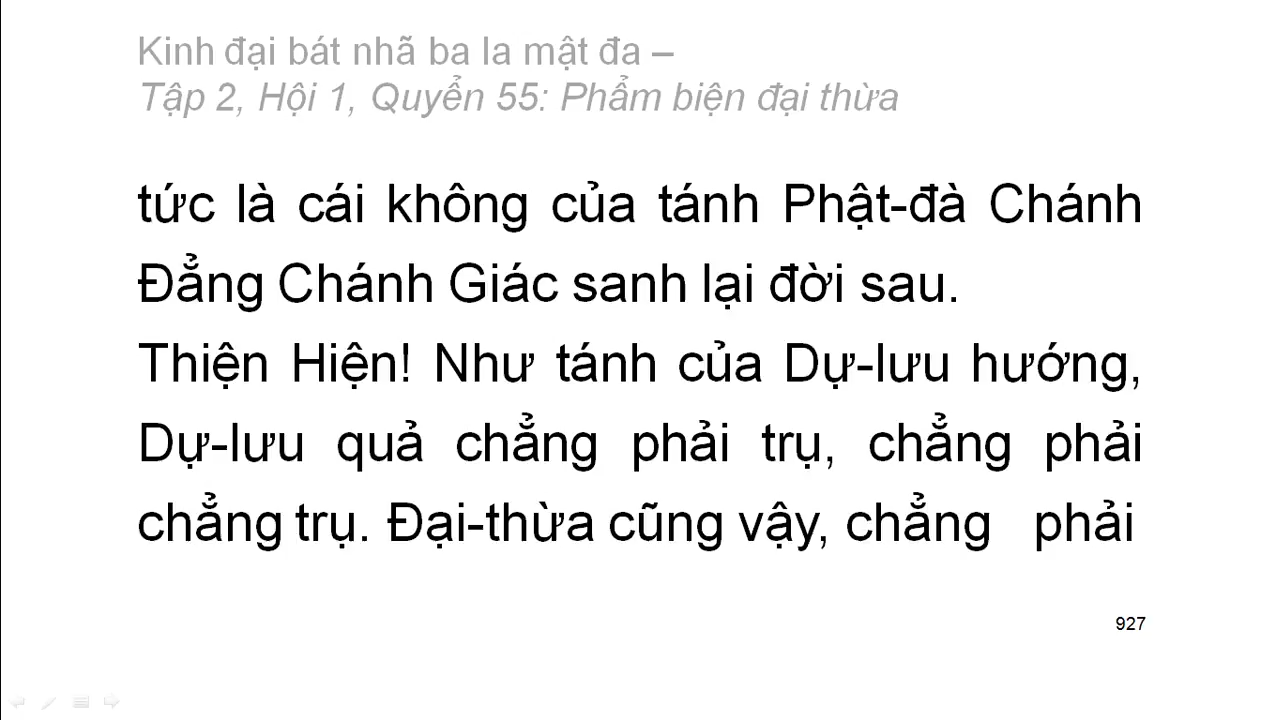 Kinh đại bát nhã ba la mật đa –
Tập 2, Hội 1, Quyển 55: Phẩm biện đại thừa
tức là cái không của tánh Phật-đà Chánh
Đẳng Chánh Giác sanh lại đời sau.
Thiện Hiện! Như tánh của Dự-lưu hướng,
Dự-lưu quả chẳng phải trụ, chẳng phải
chẳng trụ. Đại-thừa cũng vậy, chẳng phải
927